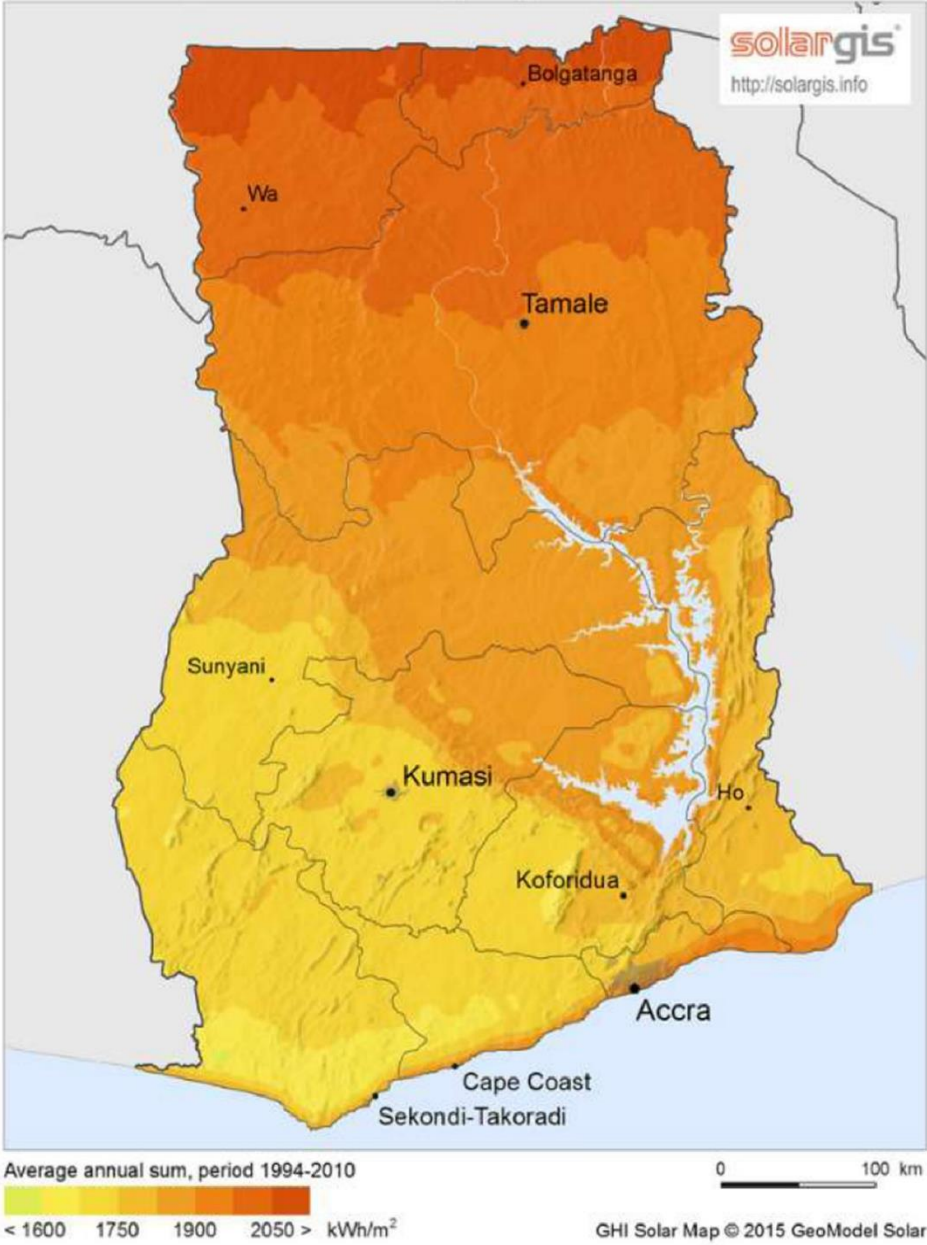 solargis
http://solargis.info
Bolgatanga
Wa
Tamale
Sunyani
Kumasi
Ho
Koforidua
Accra
Cape Coast
Sekondi-Takoradi
Average annual sum, period 1994-2010
0 100 km
< 1600 1750 1900 2050 > kWh/m²
GHI Solar Map © 2015 GeoModel Solar